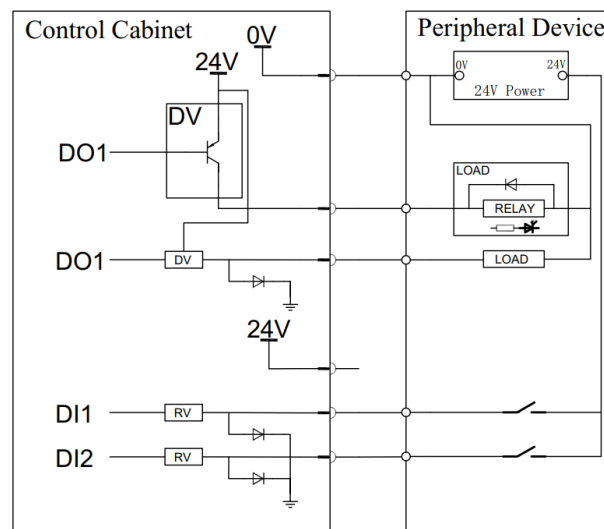 Control Cabinet
Peripheral Device
0V
24V
0V
24V
24V Power
DV
DO1
LOAD
RELAY
DO1
DV
LOAD
24V
DI1
RV
DI2
RV